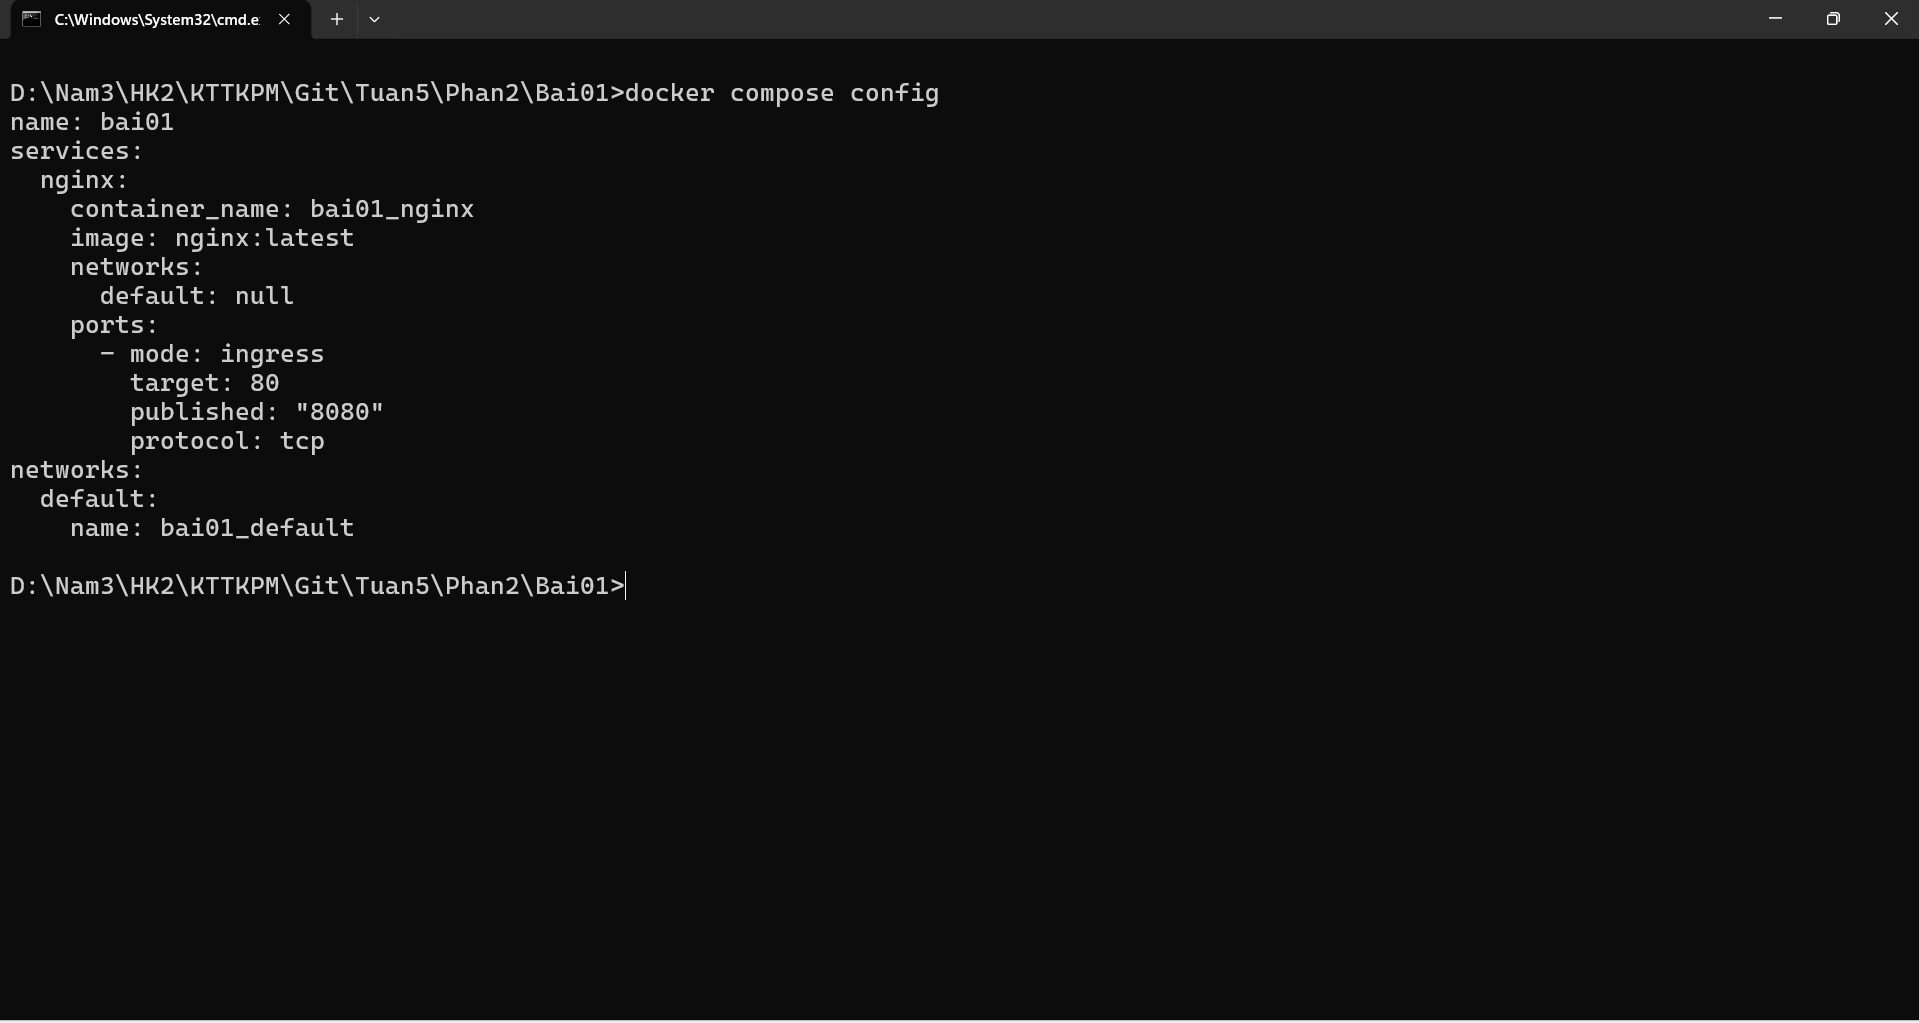 C:\Windows\System32\cmd.e
D:\Nam3\HK2\KTTKPM\Git\Tuan5\Phan2\Bai01>docker compose config
name: bai01
services:
  nginx:
    container_name: bai01_nginx
    image: nginx:latest
    networks:
      default: null
    ports:
      - mode: ingress
        target: 80
        published: "8080"
        protocol: tcp
networks:
  default:
    name: bai01_default
D:\Nam3\HK2\KTTKPM\Git\Tuan5\Phan2\Bai01>